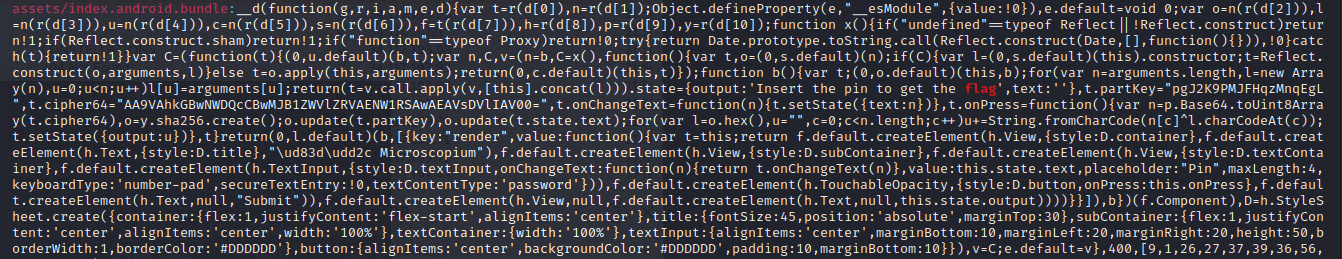 assets/index.android.bundle:__d(function(g,r,i,a,m,e,d){var t=r(d[0]),n=r(d[1]);Object.defineProperty(e,"__esModule",{value:!0}),e.default=void 0;var o=n(r(d[2])),l
=n(r(d[3])),u=n(r(d[4])),c=n(r(d[5])),s=n(r(d[6])),f=t(r(d[7])),h=r(d[8]),p=r(d[9]),y=r(d[10]);function x(){if("undefined"==typeof Reflect||!Reflect.construct)retur
n!1;if(Reflect.construct.sham)return!1;if("function"==typeof Proxy)return!0;try{return Date.prototype.toString.call(Reflect.construct(Date,[],function(){})),!0}catc
h(t){return!1}}var C=(function(t){(0,u.default)(b,t);var n,C,v=(n=b,C=x(),function(){var t,o=(0,s.default)(n);if(C){var l=(0,s.default)(this).constructor;t=Reflect.
construct(o,arguments,l)}else t=o.apply(this,arguments);return(0,c.default)(this,t)});function b(){var t;(0,o.default)(this,b);for(var n=arguments.length,l=new Arra
y(n),u=0;u<n;u++)l[u]=arguments[u];return(t=v.call.apply(v,[this].concat(l))).state={output:'Insert the pin to get the flag',text:''},t.partKey="pgJ2K9PMJFHqzMnqEgL
",t.cipher64="AA9VAhkGBwNWDQcCBwMJB1ZWVlZRVAENW1RSAwAEAVsDVlIAV00=",t.onChangeText=function(n){t.setState({text:n})},t.onPress=function(){var n=p.Base64.toUint8Array
y(t.cipher64),o=y.sha256.create();o.update(t.partKey),o.update(t.state.text);for(var l=o.hex(),u="",c=0;c<n.length;c++)u+=String.fromCharCode(n[c]^l.charCodeAt(c));
t.setState({output:u})},t}return(0,l.default)(b,[{key:"render",value:function(){var t=this;return f.default.createElement(h.View,{style:D.container},f.default.creat
eElement(h.Text,{style:D.title},"\ud83d\udd2c Microscopium"),f.default.createElement(h.View,{style:D.subContainer},f.default.createElement(h.View,{style:D.textConta
iner},f.default.createElement(h.TextInput,{style:D.textInput,onChangeText:function(n){return t.onChangeText(n)},value:this.state.text,placeholder:"Pin",maxLength:4,
keyboardType:'number-pad',secureTextEntry:!0,textContentType:'password'})),f.default.createElement(h.TouchableOpacity,{style:D.button,onPress:this.onPress},f.defaul
t.createElement(h.Text,null,"Submit")),f.default.createElement(h.View,null,f.default.createElement(h.Text,null,this.state.output))))}}]),b})(f.Component),D=h.StyleS
heet.create({container:{flex:1,justifyContent:'flex-start',alignItems:'center'},title:{fontSize:45,position:'absolute',marginTop:30},subContainer:{flex:1,justifyCon
tent:'center',alignItems:'center',width:'100%'},textContainer:{width:'100%'},textInput:{alignItems:'center',marginBottom:10,marginLeft:20,marginRight:20,height:50,b
orderWidth:1,borderColor:'#DDDDDD'},button:{alignItems:'center',backgroundColor:'#DDDDDD',padding:10,marginBottom:10}}),v=C;e.default=v},400,[9,1,26,27,37,39,36,56,